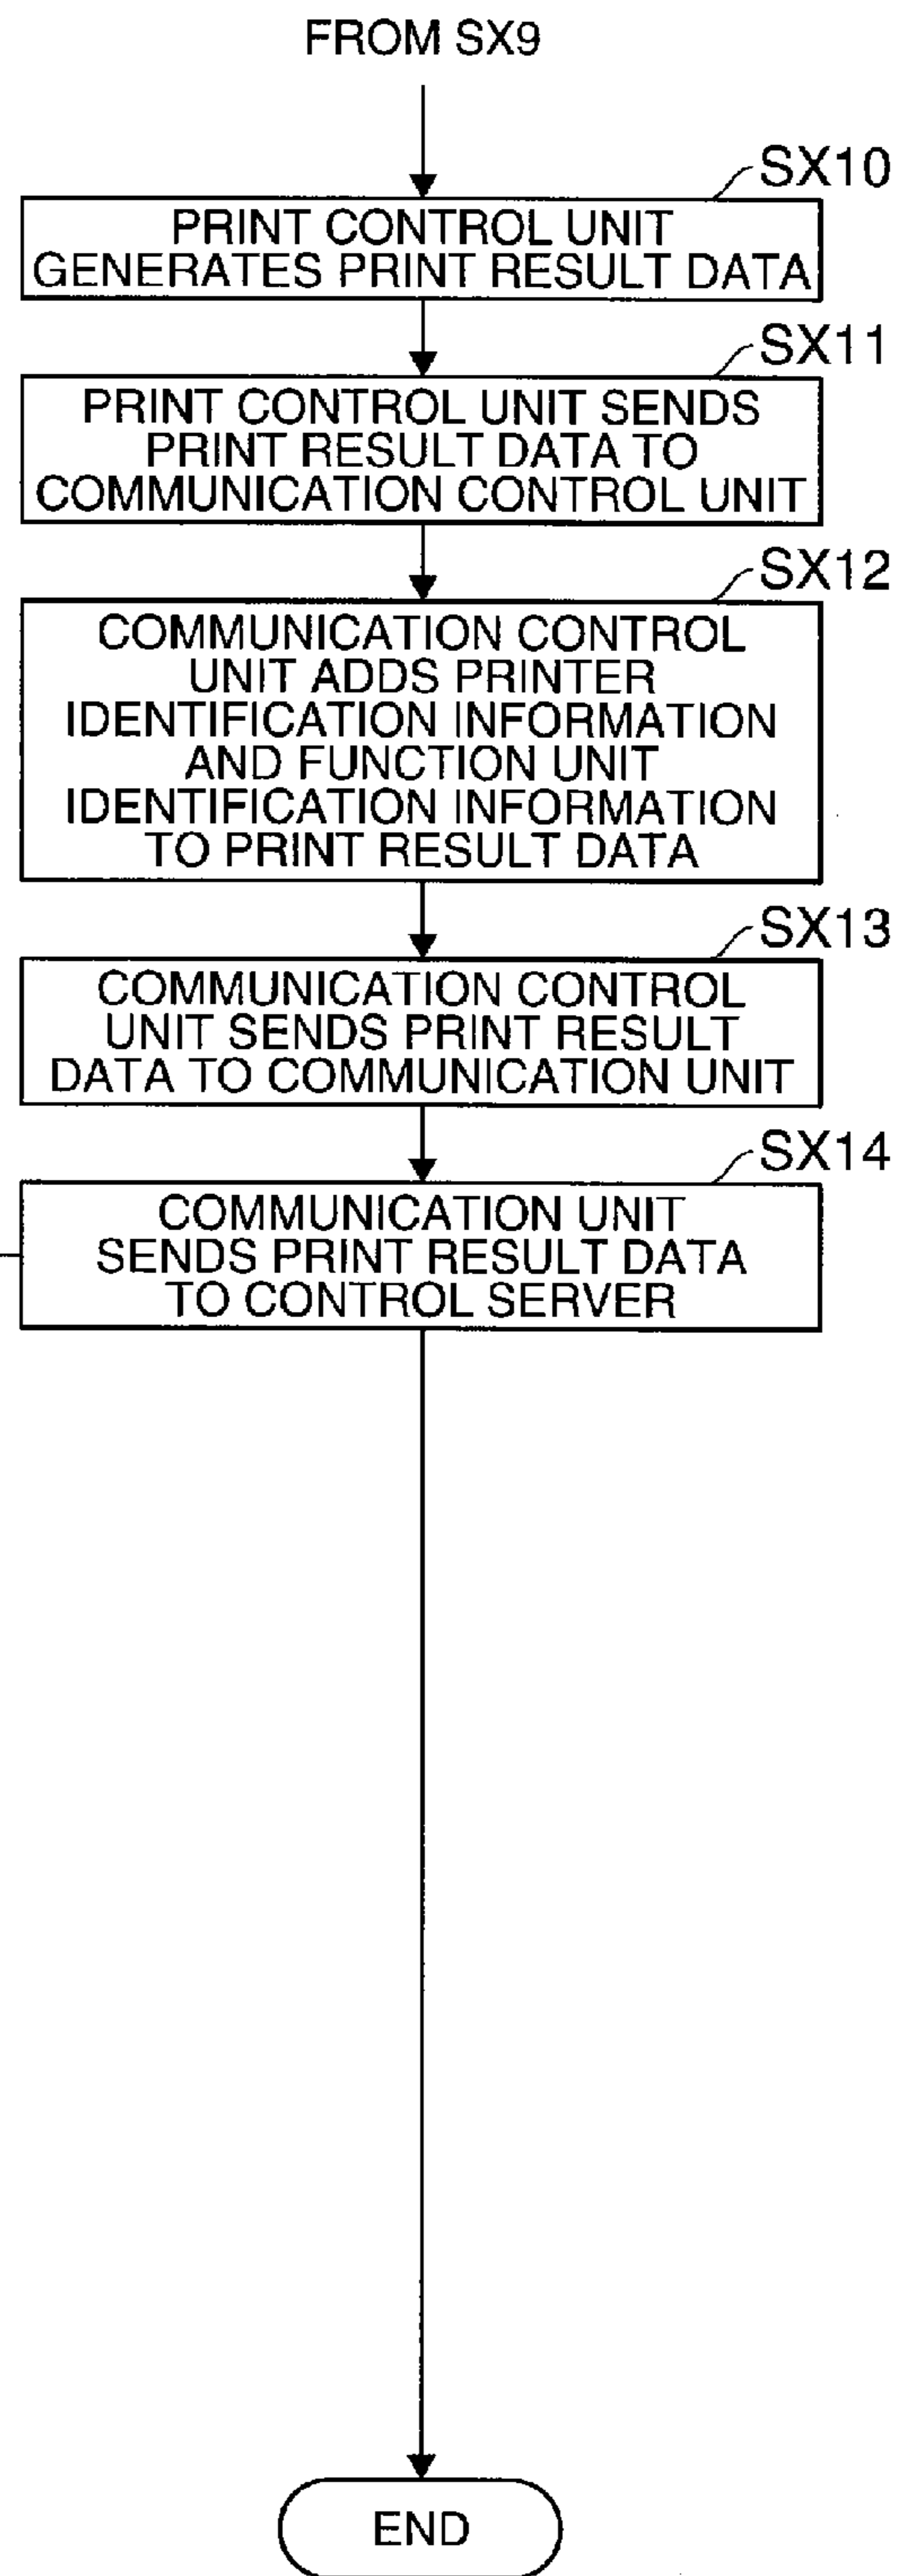 FROM SX9
SX10
PRINT CONTROL UNIT
GENERATES PRINT RESULT DATA
SX11
PRINT CONTROL UNIT SENDS
PRINT RESULT DATA TO
COMMUNICATION CONTROL UNIT
SX12
COMMUNICATION CONTROL
UNIT ADDS PRINTER
IDENTIFICATION INFORMATION
AND FUNCTION UNIT
IDENTIFICATION INFORMATION
TO PRINT RESULT DATA
SX13
COMMUNICATION CONTROL
UNIT SENDS PRINT RESULT
DATA TO COMMUNICATION UNIT
SX14
COMMUNICATION UNIT
SENDS PRINT RESULT DATA
TO CONTROL SERVER
END